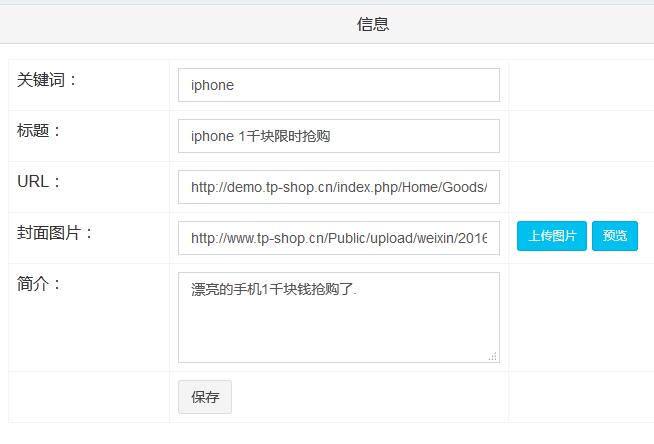 信息
关键词：
iphone
标题：
iphone 1千块限时抢购
URL：
http://demo.tp-shop.cn/index.php/Home/Goods/
封面图片：
http://www.tp-shop.cn/Public/upload/weixin/2016
上传图片 预览
简介：
漂亮的手机1千块钱抢购了.
保存